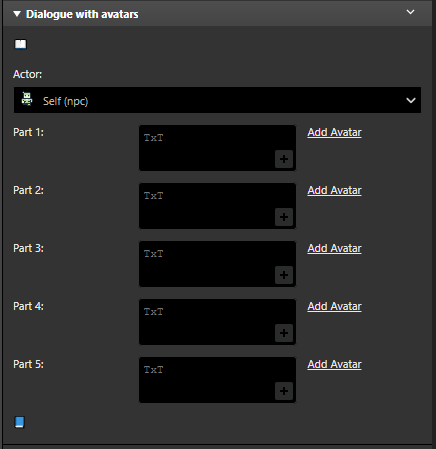 Dialogue with avatars
Actor:
Self (npc)
Part 1: TxT Add Avatar
Part 2: TxT Add Avatar
Part 3: TxT Add Avatar
Part 4: TxT Add Avatar
Part 5: TxT Add Avatar